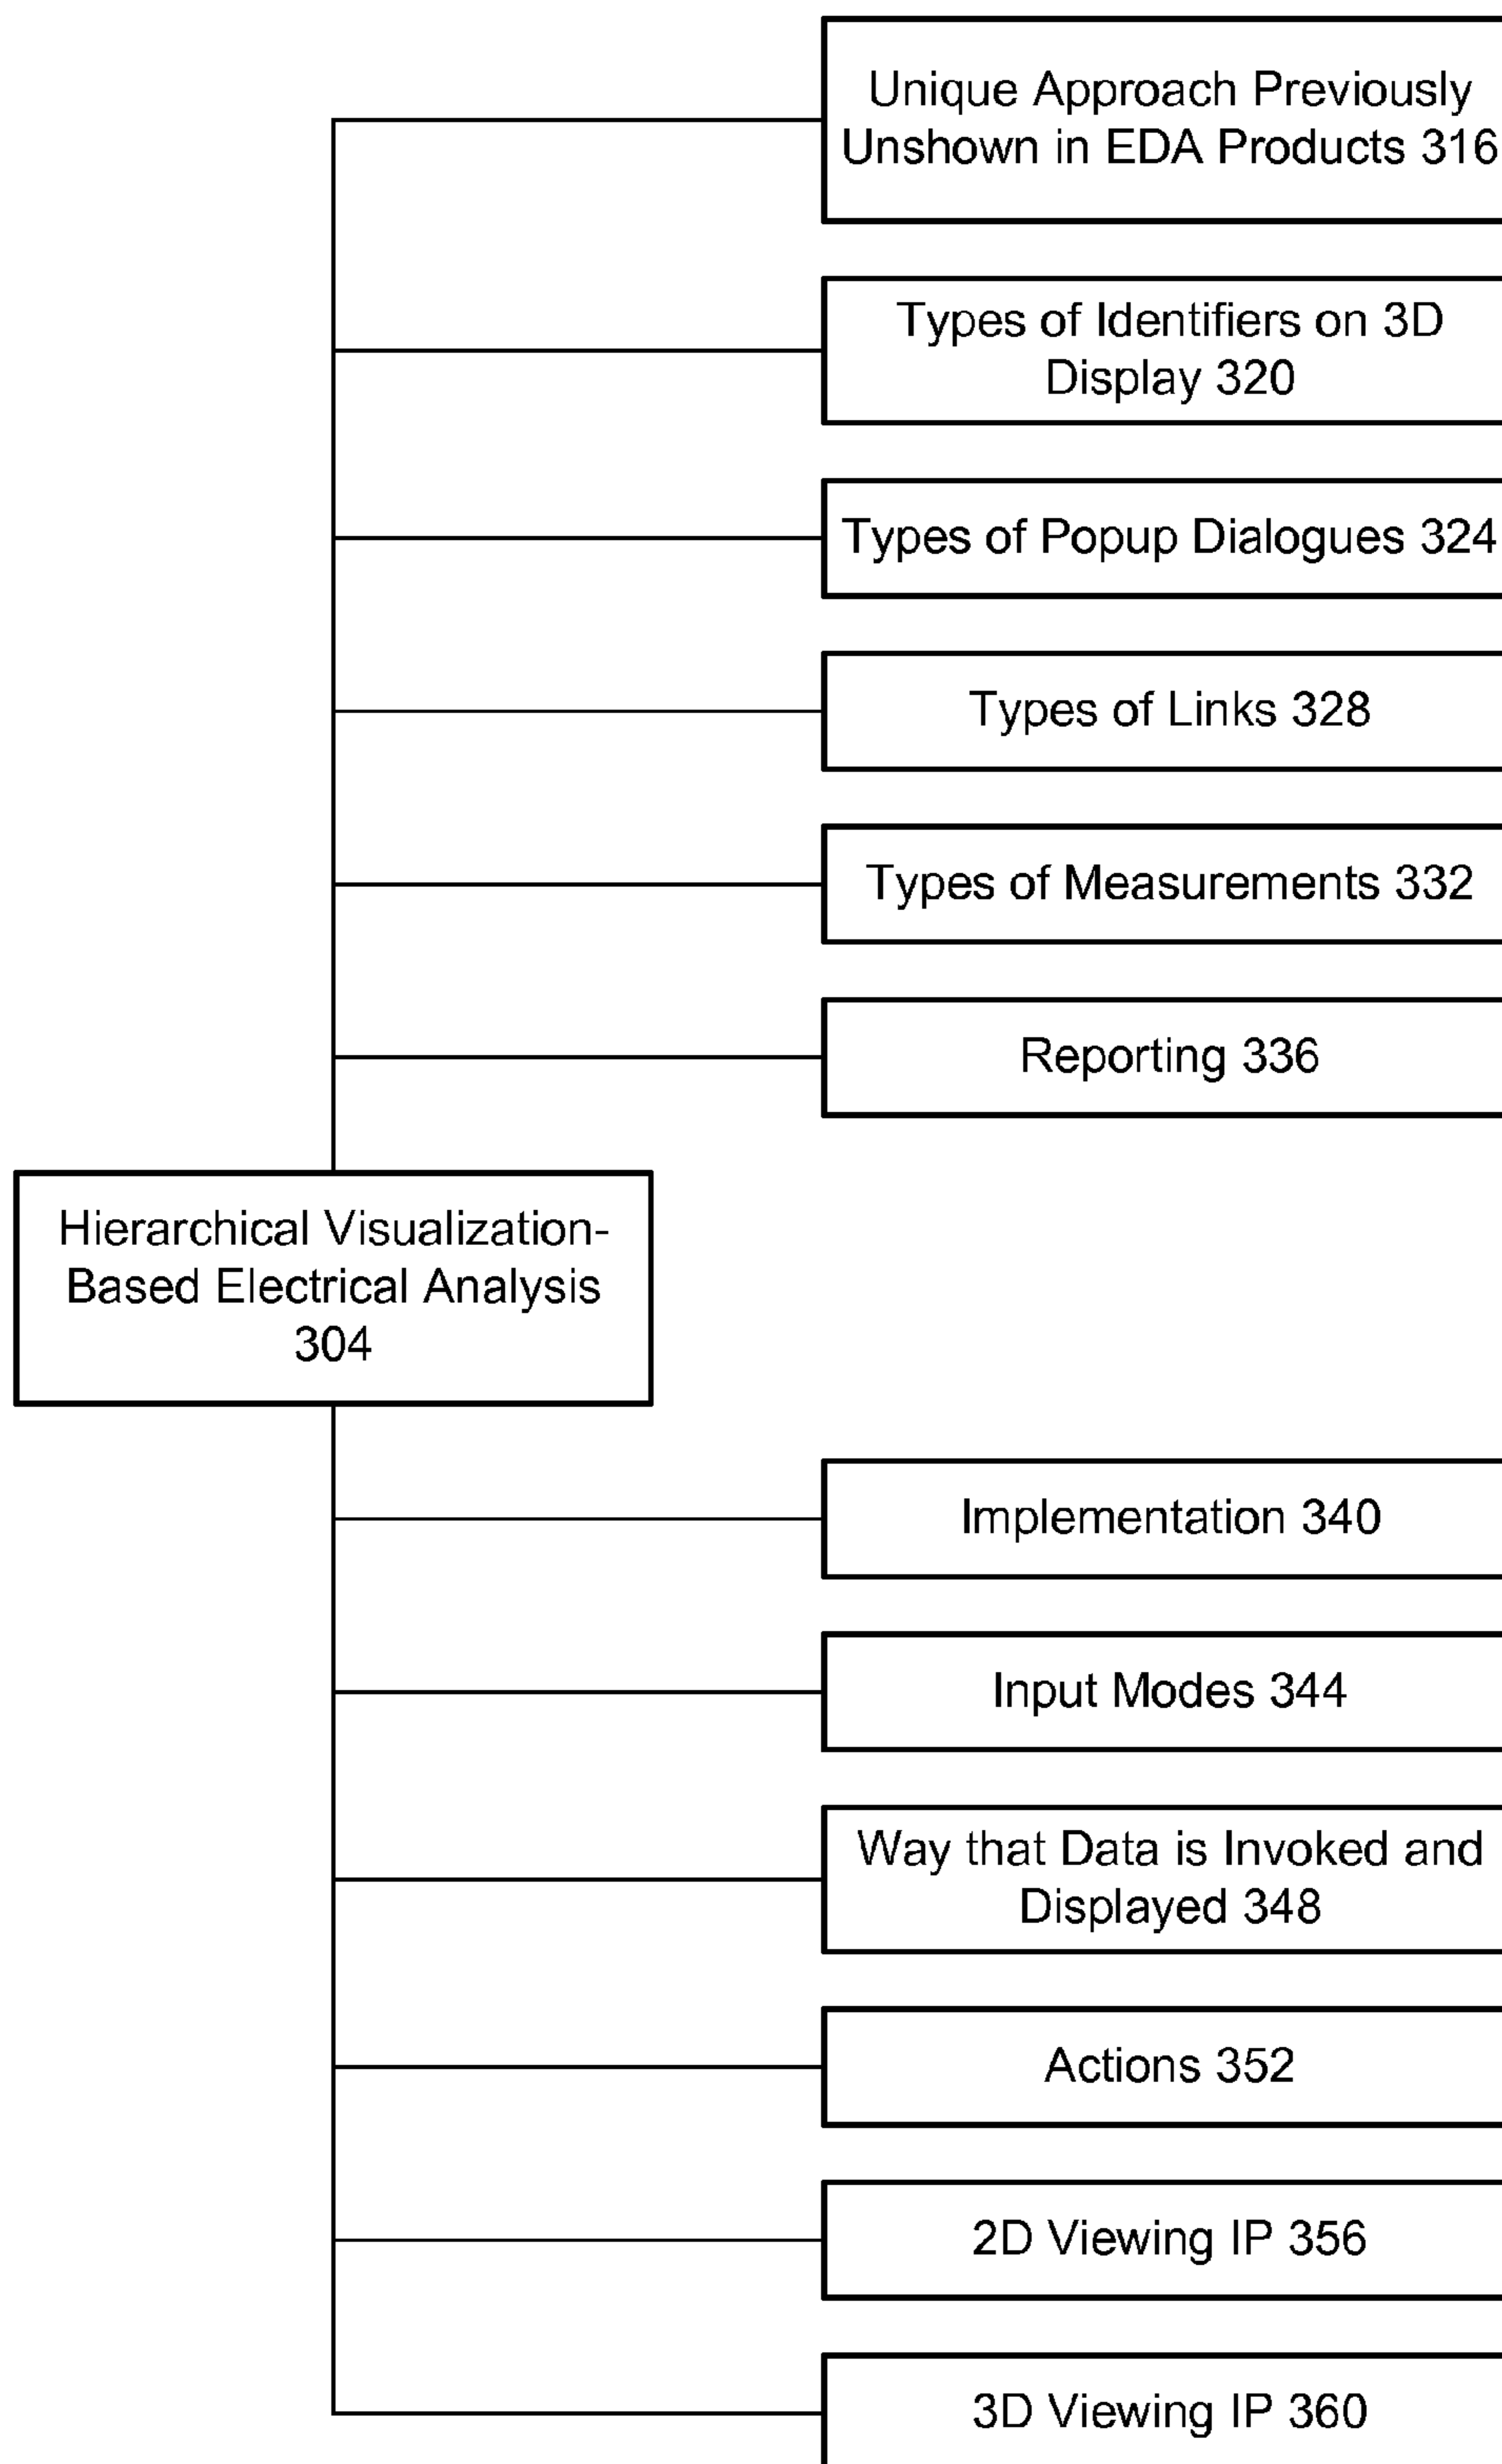 Unique Approach Previously
Unshown in EDA Products 316
Types of Identifiers on 3D
Display 320
Types of Popup Dialogues 324
Types of Links 328
Types of Measurements 332
Reporting 336
Hierarchical Visualization-
Based Electrical Analysis
304
Implementation 340
Input Modes 344
Way that Data is Invoked and
Displayed 348
Actions 352
2D Viewing IP 356
3D Viewing IP 360